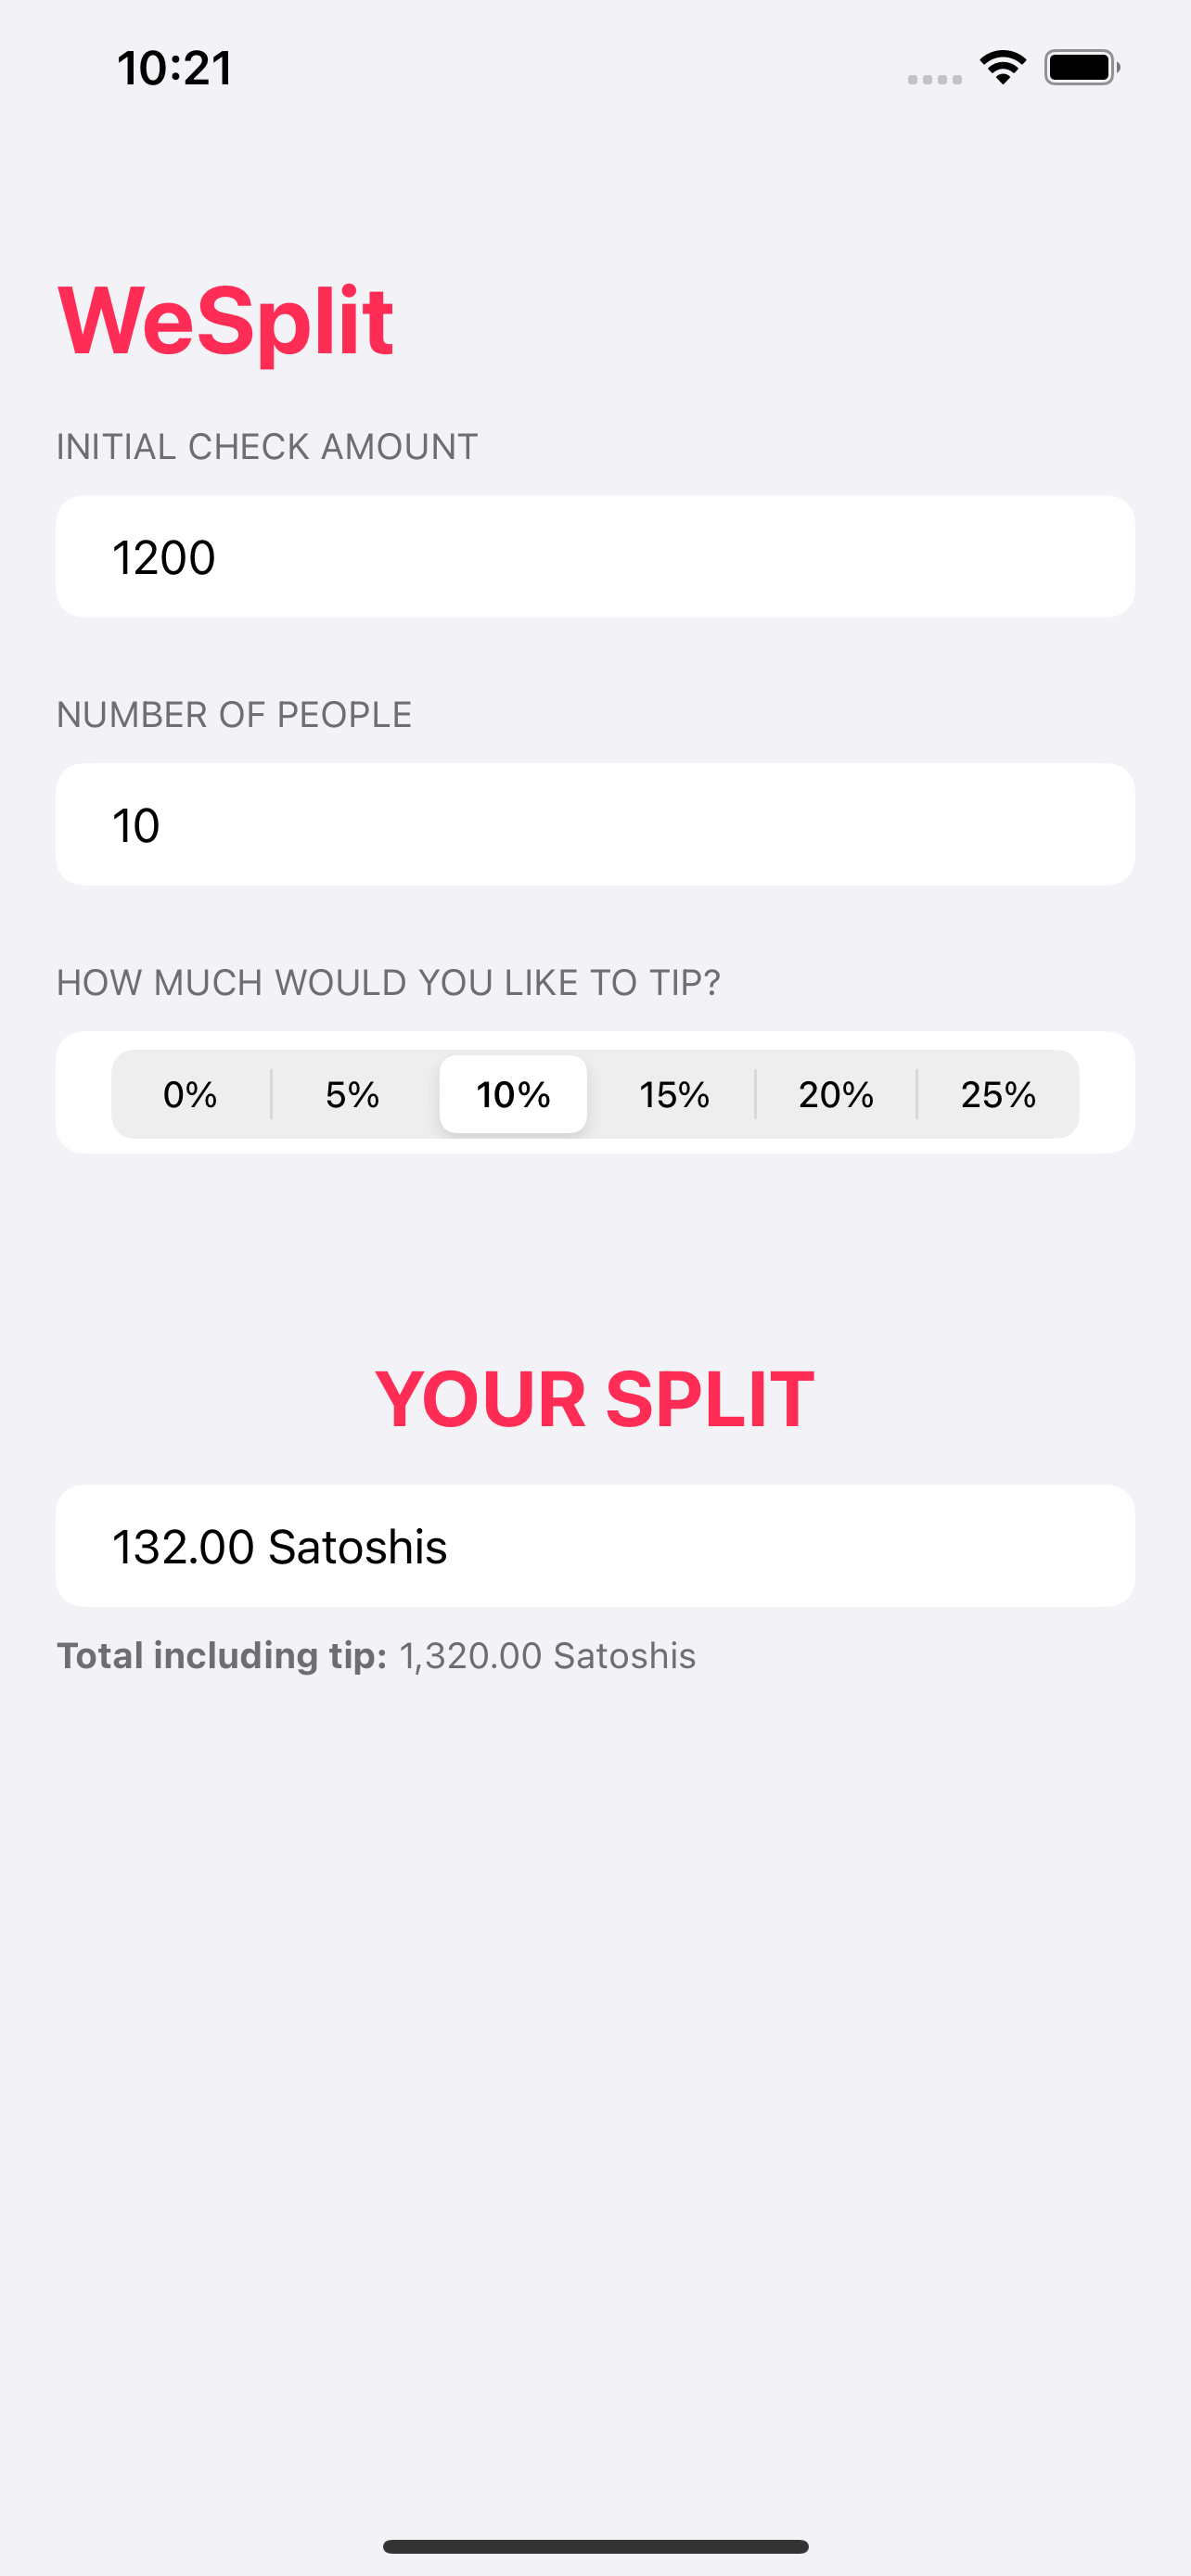 10:21
WeSplit
INITIAL CHECK AMOUNT
1200
NUMBER OF PEOPLE
10
HOW MUCH WOULD YOU LIKE TO TIP?
0% 5% 10% 15% 20% 25%
YOUR SPLIT
132.00 Satoshis
Total including tip: 1,320.00 Satoshis